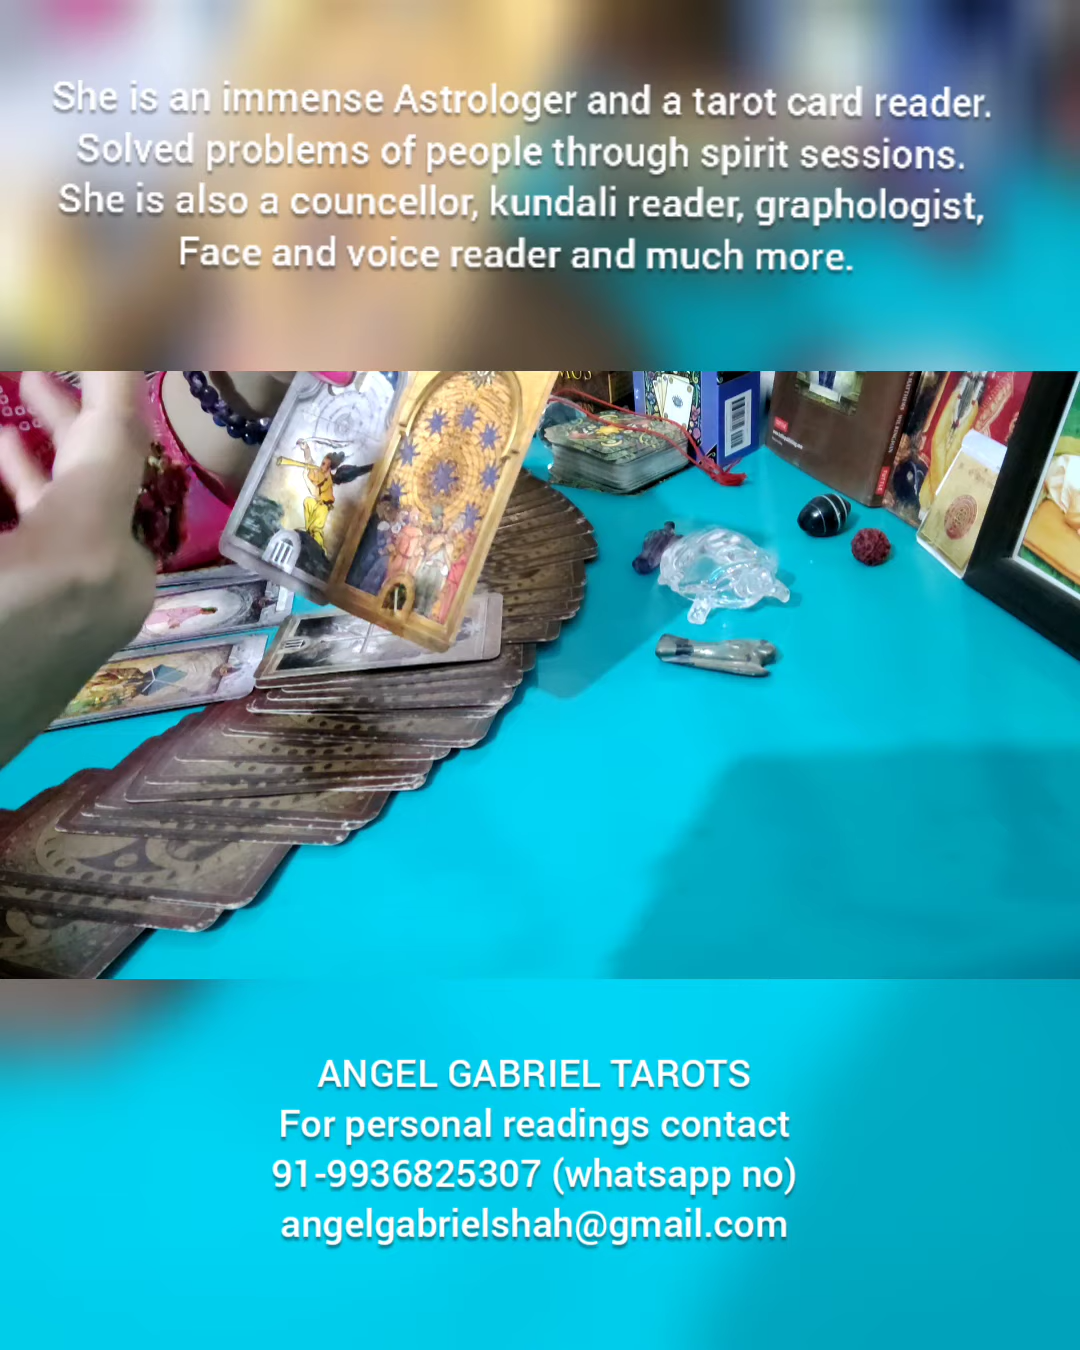 She is an immense Astrologer and a tarot card reader.
Solved problems of people through spirit sessions.
She is also a councellor, kundali reader, graphologist,
Face and voice reader and much more.
ANGEL GABRIEL TAROTS
For personal readings contact
91-9936825307 (whatsapp no)
angelgabrielshah@gmail.com